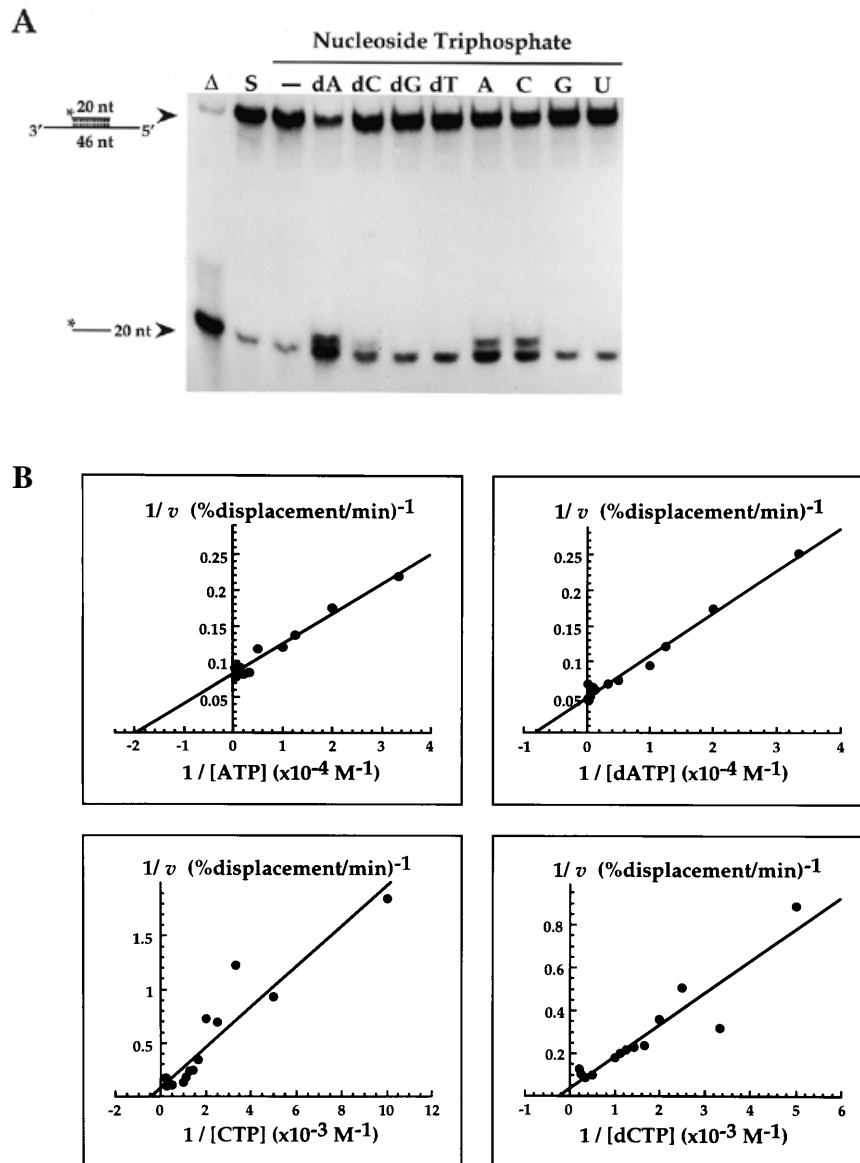 A
Nucleoside Triphosphate
Δ S — dA dC dG dT A C G U
* 20 nt
3′ 5′
46 nt
* 20 nt
B
1/ v (%displacement/min)-1
0.25
0.2
0.15
0.1
0.05
-2 -1 0 1 2 3 4
1 / [ATP] (x10-4 M-1)
1/ v (%displacement/min)-1
0.25
0.2
0.15
0.1
0.05
-1 0 1 2 3 4
1 / [dATP] (x10-4 M-1)
1/ v (%displacement/min)-1
1.5
1
0.5
-2 0 2 4 6 8 10 12
1 / [CTP] (x10-3 M-1)
1/ v (%displacement/min)-1
0.8
0.6
0.4
0.2
-1 0 1 2 3 4 5 6
1 / [dCTP] (x10-3 M-1)